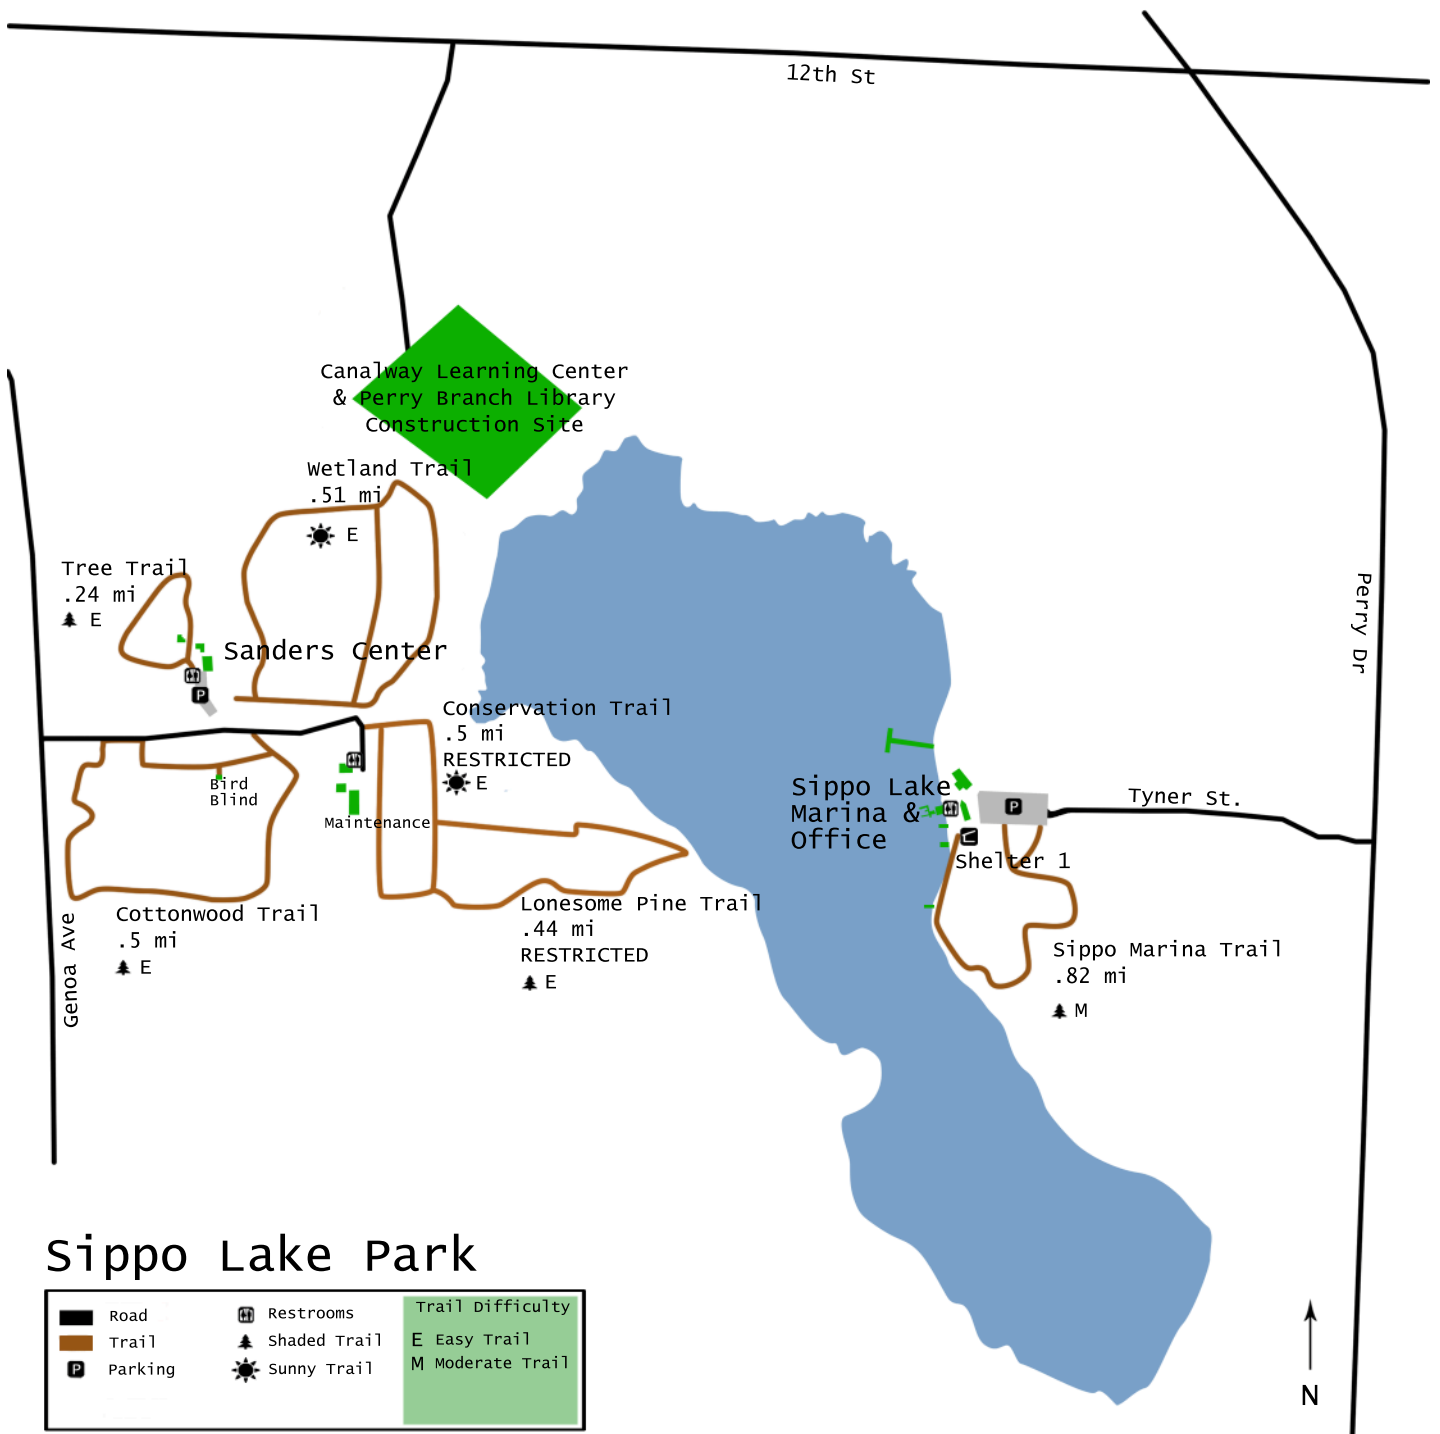 12th St
Canalway Learning Center
& Perry Branch Library
Construction Site
Wetland Trail
.51 mi
E
Tree Trail
.24 mi
E
Sanders Center
P
Perry Dr
Conservation Trail
.5 mi
RESTRICTED
E
Bird
Blind
Maintenance
Sippo Lake
Marina &
Office
P
Tyner St.
Shelter 1
Cottonwood Trail
.5 mi
E
Genoa Ave
Lonesome Pine Trail
.44 mi
RESTRICTED
E
Sippo Marina Trail
.82 mi
M
Sippo Lake Park
Road
Trail
P Parking
Restrooms
Shaded Trail
Sunny Trail
Trail Difficulty
E Easy Trail
M Moderate Trail
N